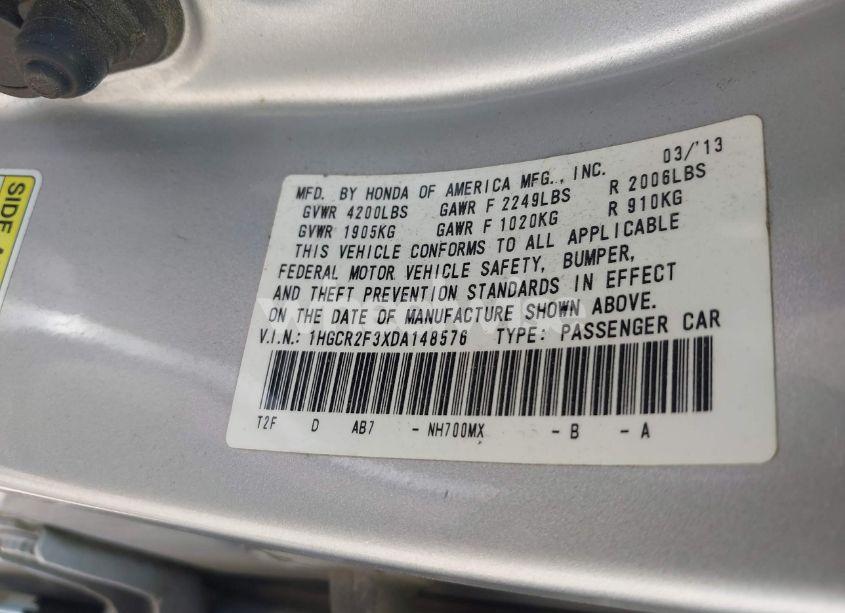 SIDE
MFD. BY HONDA OF AMERICA MFG., INC. 03/'13
GVWR 4200LBS GAWR F 2249LBS R 2006LBS
GVWR 1905KG GAWR F 1020KG R 910KG
THIS VEHICLE CONFORMS TO ALL APPLICABLE
FEDERAL MOTOR VEHICLE SAFETY, BUMPER,
AND THEFT PREVENTION STANDARDS IN EFFECT
ON THE DATE OF MANUFACTURE SHOWN ABOVE.
V.I.N.: 1HGCR2F3XDA148576 TYPE: PASSENGER CAR
T2F D AB7 - NH700MX - B - A